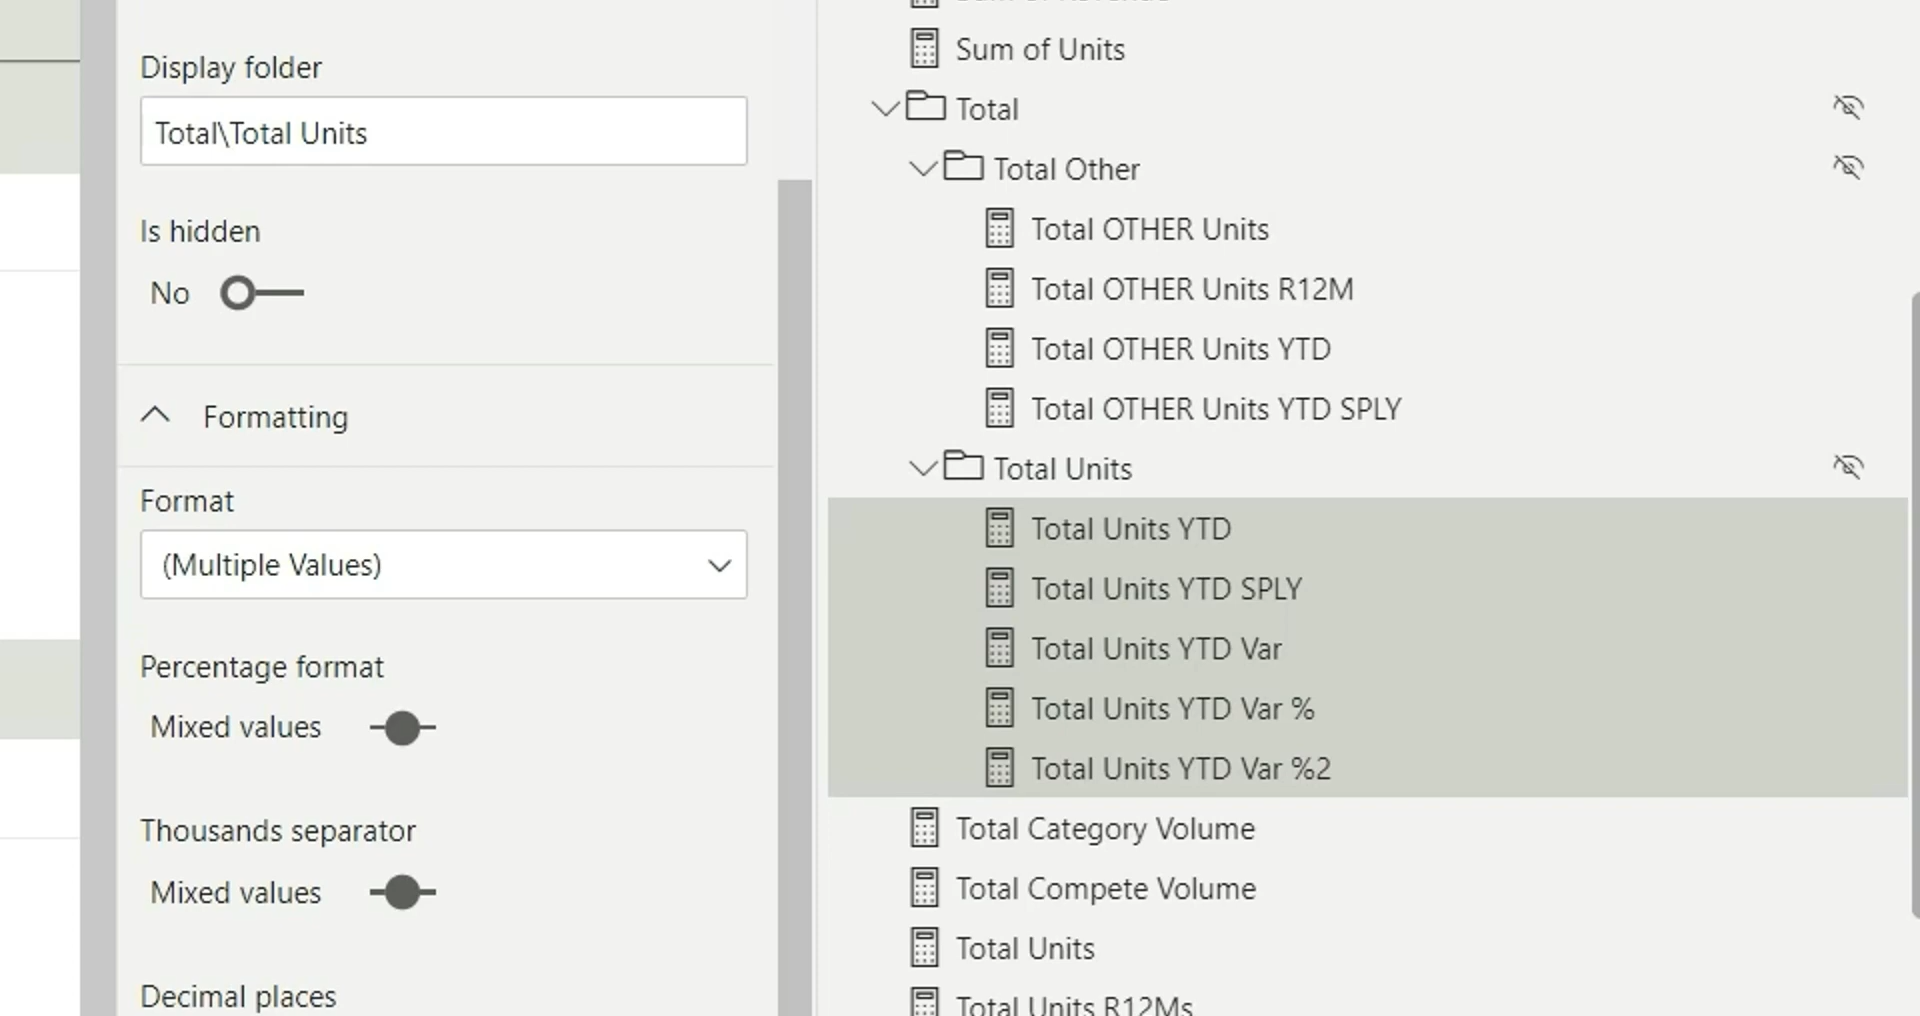 Display folder
Total\Total Units
Is hidden
No
Formatting
Format
(Multiple Values)
Percentage format
Mixed values
Thousands separator
Mixed values
Decimal places
Sum of Revenue
Sum of Units
Total
Total Other
Total OTHER Units
Total OTHER Units R12M
Total OTHER Units YTD
Total OTHER Units YTD SPLY
Total Units
Total Units YTD
Total Units YTD SPLY
Total Units YTD Var
Total Units YTD Var %
Total Units YTD Var %2
Total Category Volume
Total Compete Volume
Total Units
Total Units R12Ms